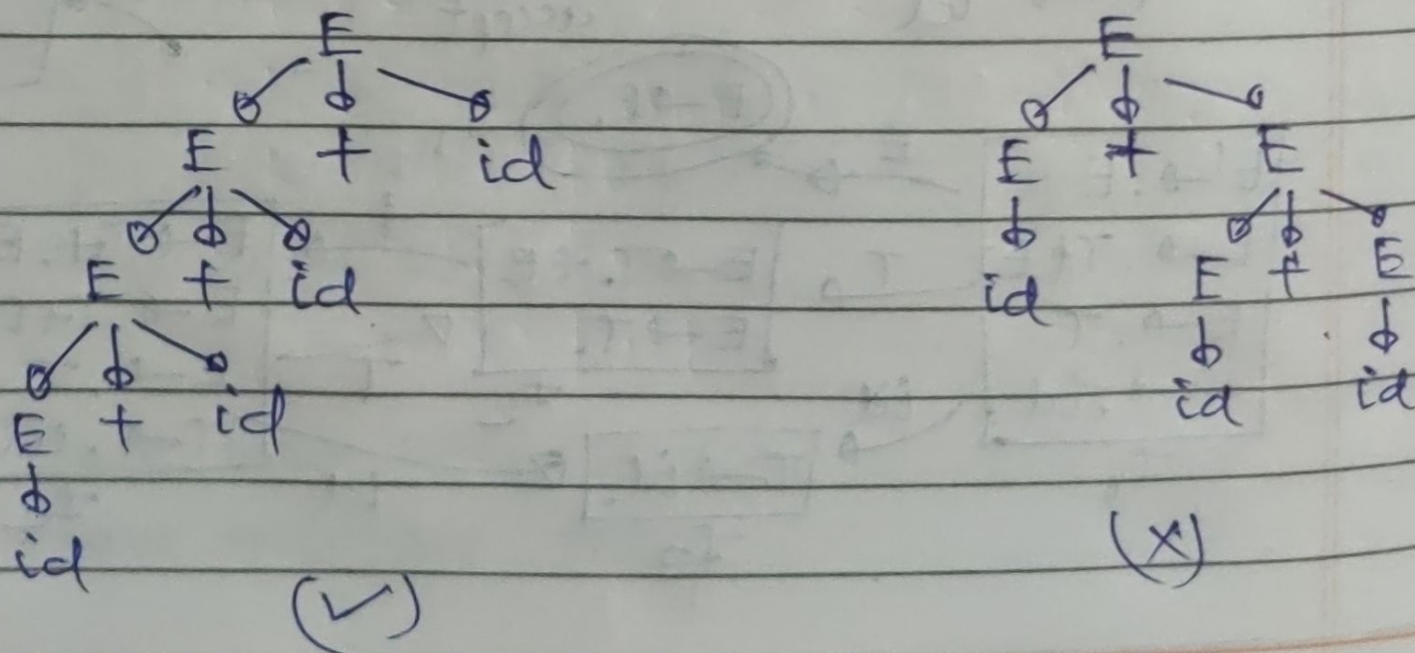 E E
E + id E + E
E + id id E + E
E + id id id
id
(✓) (×)